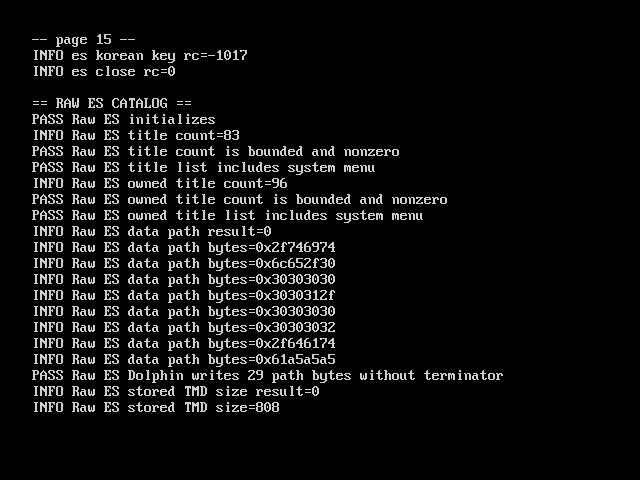 -- page 15 --
INFO es korean key rc=-1017
INFO es close rc=0
== RAW ES CATALOG ==
PASS Raw ES initializes
INFO Raw ES title count=83
PASS Raw ES title count is bounded and nonzero
PASS Raw ES title list includes system menu
INFO Raw ES owned title count=96
PASS Raw ES owned title count is bounded and nonzero
PASS Raw ES owned title list includes system menu
INFO Raw ES data path result=0
INFO Raw ES data path bytes=0x2f746974
INFO Raw ES data path bytes=0x6c652f30
INFO Raw ES data path bytes=0x30303030
INFO Raw ES data path bytes=0x3030312f
INFO Raw ES data path bytes=0x30303030
INFO Raw ES data path bytes=0x30303032
INFO Raw ES data path bytes=0x2f646174
INFO Raw ES data path bytes=0x61a5a5a5
PASS Raw ES Dolphin writes 29 path bytes without terminator
INFO Raw ES stored TMD size result=0
INFO Raw ES stored TMD size=808